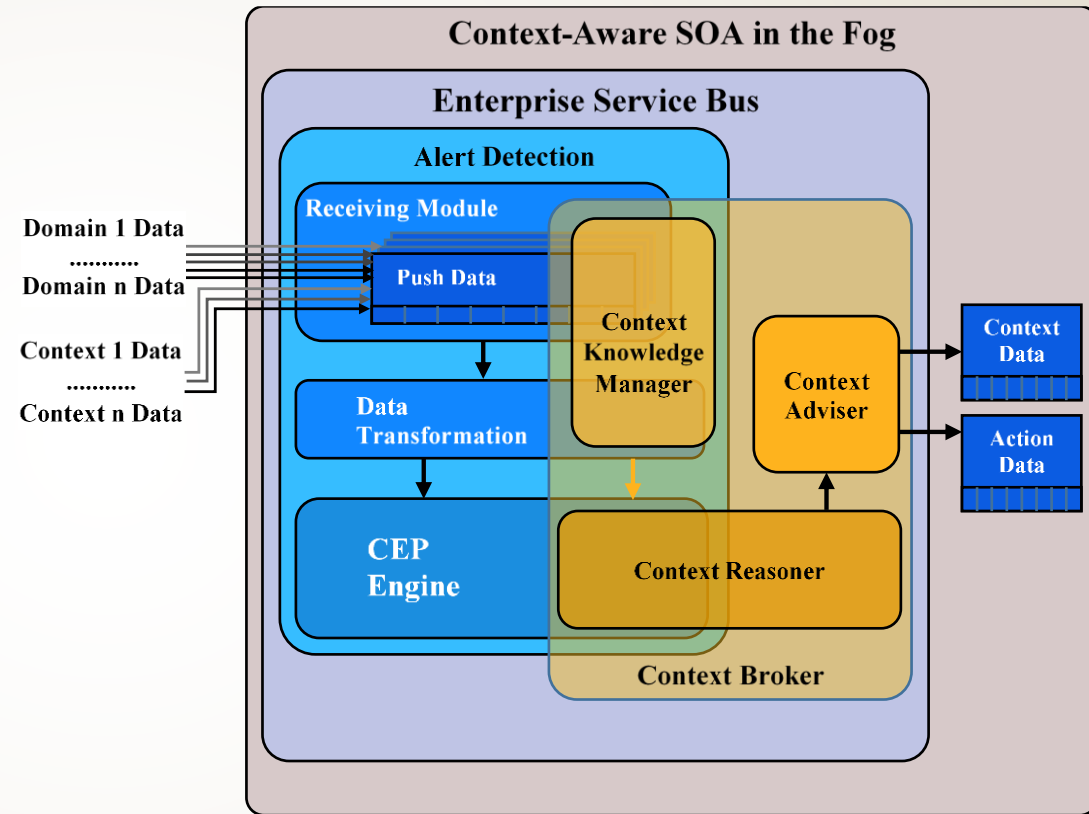 Context-Aware SOA in the Fog
Enterprise Service Bus
Alert Detection
Receiving Module
Domain 1 Data
...........
Domain n Data
Push Data
Context 1 Data
...........
Context n Data
Context
Knowledge
Manager
Data
Transformation
Context
Adviser
Context
Data
Action
Data
CEP
Engine
Context Reasoner
Context Broker